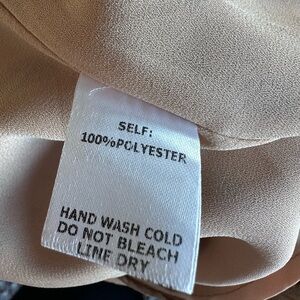 SELF:
100%POLYESTER
HAND WASH COLD
DO NOT BLEACH
LINE DRY